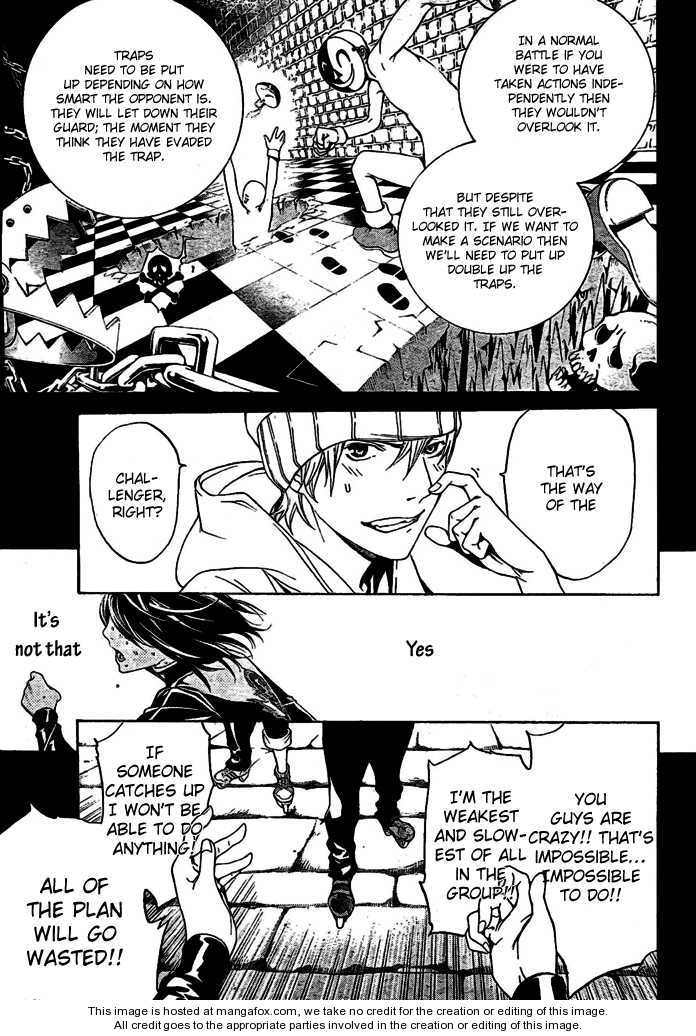 IN A NORMAL
BATTLE IF YOU
WERE TO HAVE
TAKEN ACTIONS INDE-
PENDENTLY THEN
THEY WOULDN'T
OVERLOOK IT.
BUT DESPITE
THAT THEY STILL OVER-
LOOKED IT. IF WE WANT TO
MAKE A SCENARIO THEN
WE'LL NEED TO PUT UP
DOUBLE UP THE
TRAPS.
TRAPS
NEED TO BE PUT
UP DEPENDING ON HOW
SMART THE OPPONENT IS.
THEY WILL LET DOWN THEIR
GUARD; THE MOMENT THEY
THINK THEY HAVE EVADED
THE TRAP.
THAT'S
THE WAY
OF THE
CHAL-
LENGER,
RIGHT?
Yes
It's
not that
YOU
GUYS ARE
CRAZY!! THAT'S
IMPOSSIBLE...
IMPOSSIBLE
TO DO!!
I'M THE
WEAKEST
AND SLOW-
EST OF ALL
IN THE
GROUP!!
IF
SOMEONE
CATCHES UP
I WON'T BE
ABLE TO DO
ANYTHING!
ALL OF
THE PLAN
WILL GO
WASTED!!
This image is hosted at mangafox.com, we take no credit for the creation or editing of this image.
All credit goes to the appropriate parties involved in the creation or editing of this image.